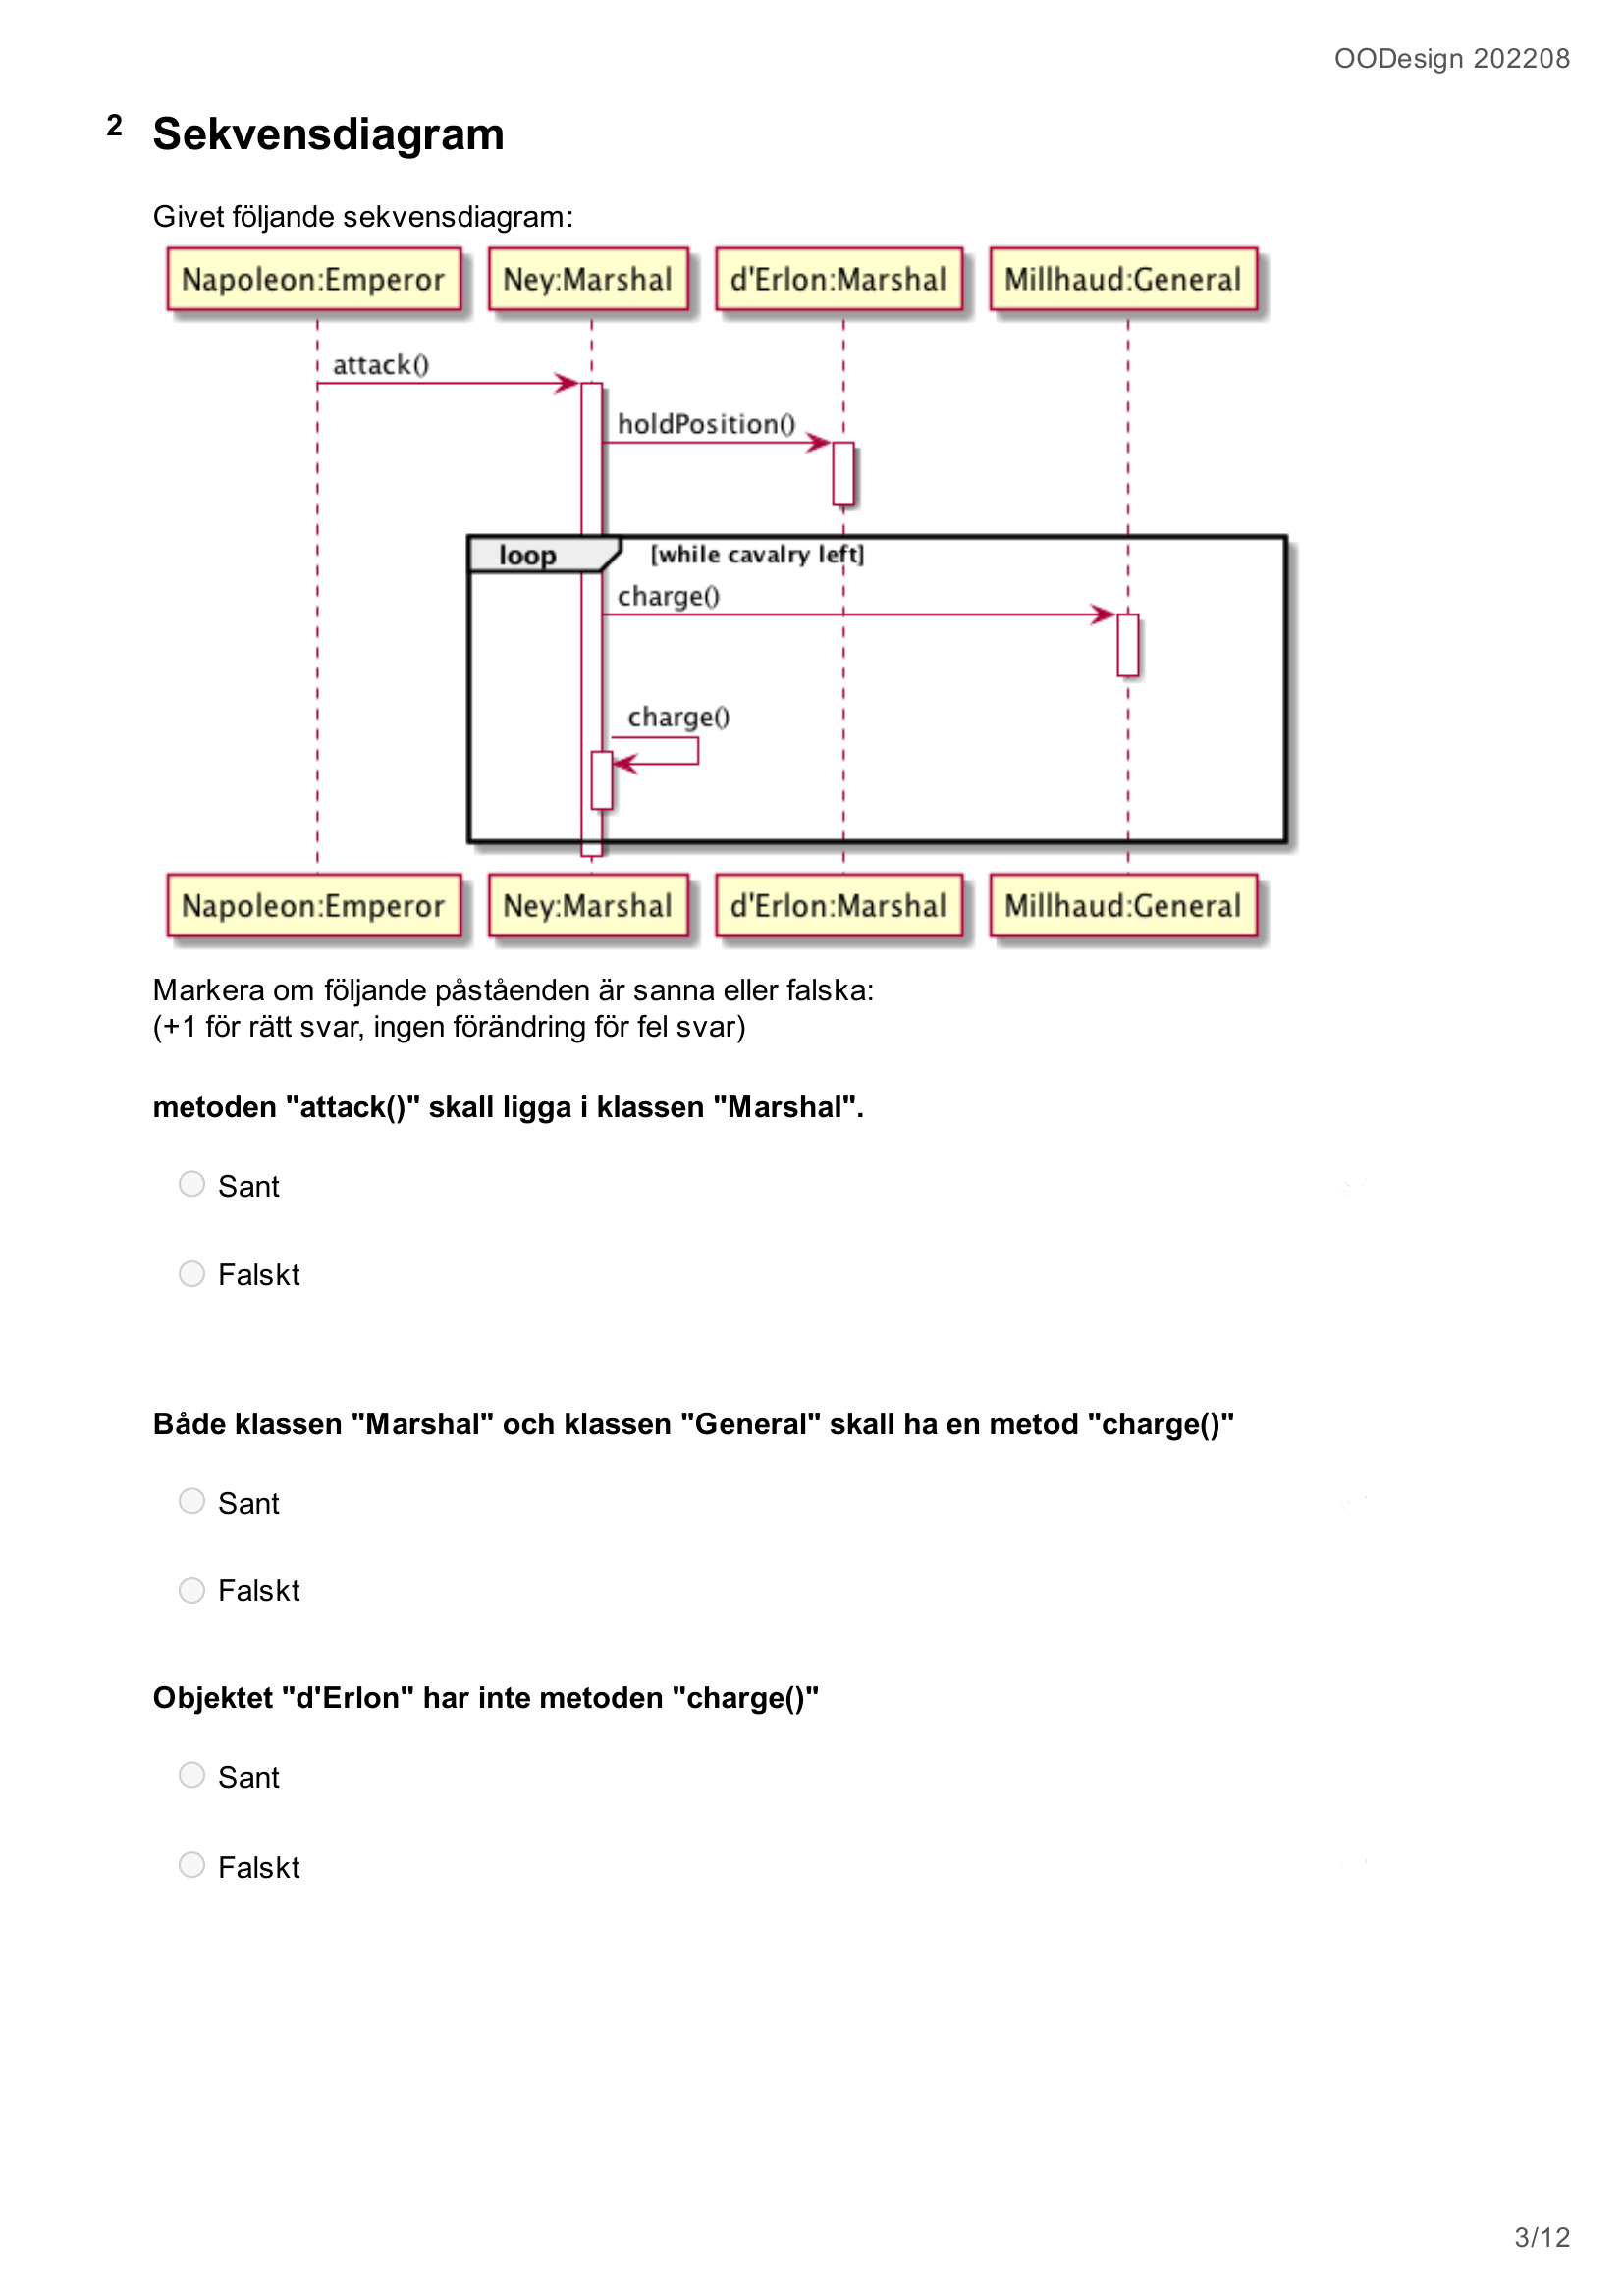 OODesign 202208
2 Sekvensdiagram
Givet följande sekvensdiagram:
Napoleon:Emperor Ney:Marshal d'Erlon:Marshal Millhaud:General
attack()
holdPosition()
loop [while cavalry left]
charge()
charge()
Napoleon:Emperor Ney:Marshal d'Erlon:Marshal Millhaud:General
Markera om följande påståenden är sanna eller falska:
(+1 för rätt svar, ingen förändring för fel svar)
metoden "attack()" skall ligga i klassen "Marshal".
Sant
Falskt
Både klassen "Marshal" och klassen "General" skall ha en metod "charge()"
Sant
Falskt
Objektet "d'Erlon" har inte metoden "charge()"
Sant
Falskt
3/12